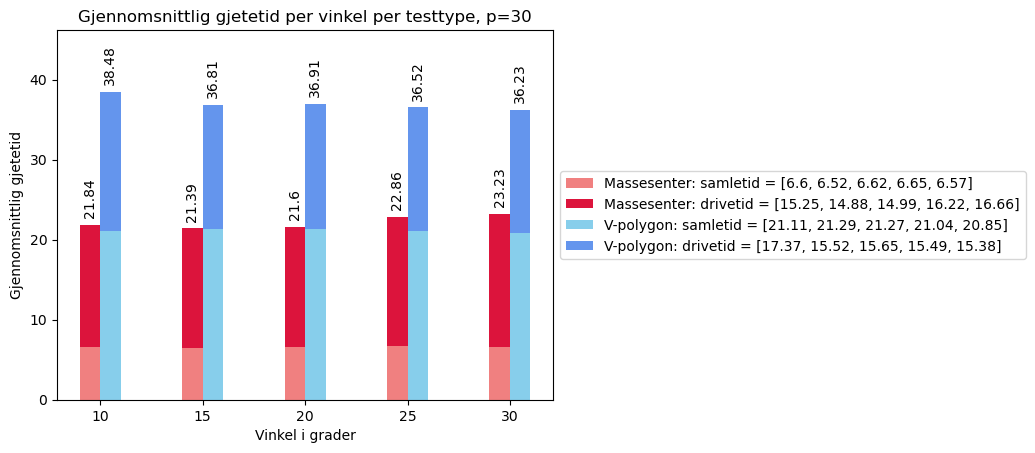 Gjennomsnittlig gjetetid per vinkel per testtype, p=30
Gjennomsnittlig gjetetid
40
30
20
10
0
21.84
38.48
21.39
36.81
21.6
36.91
22.86
36.52
23.23
36.23
10
15
20
25
30
Vinkel i grader
Massesenter: samletid = [6.6, 6.52, 6.62, 6.65, 6.57]
Massesenter: drivetid = [15.25, 14.88, 14.99, 16.22, 16.66]
V-polygon: samletid = [21.11, 21.29, 21.27, 21.04, 20.85]
V-polygon: drivetid = [17.37, 15.52, 15.65, 15.49, 15.38]